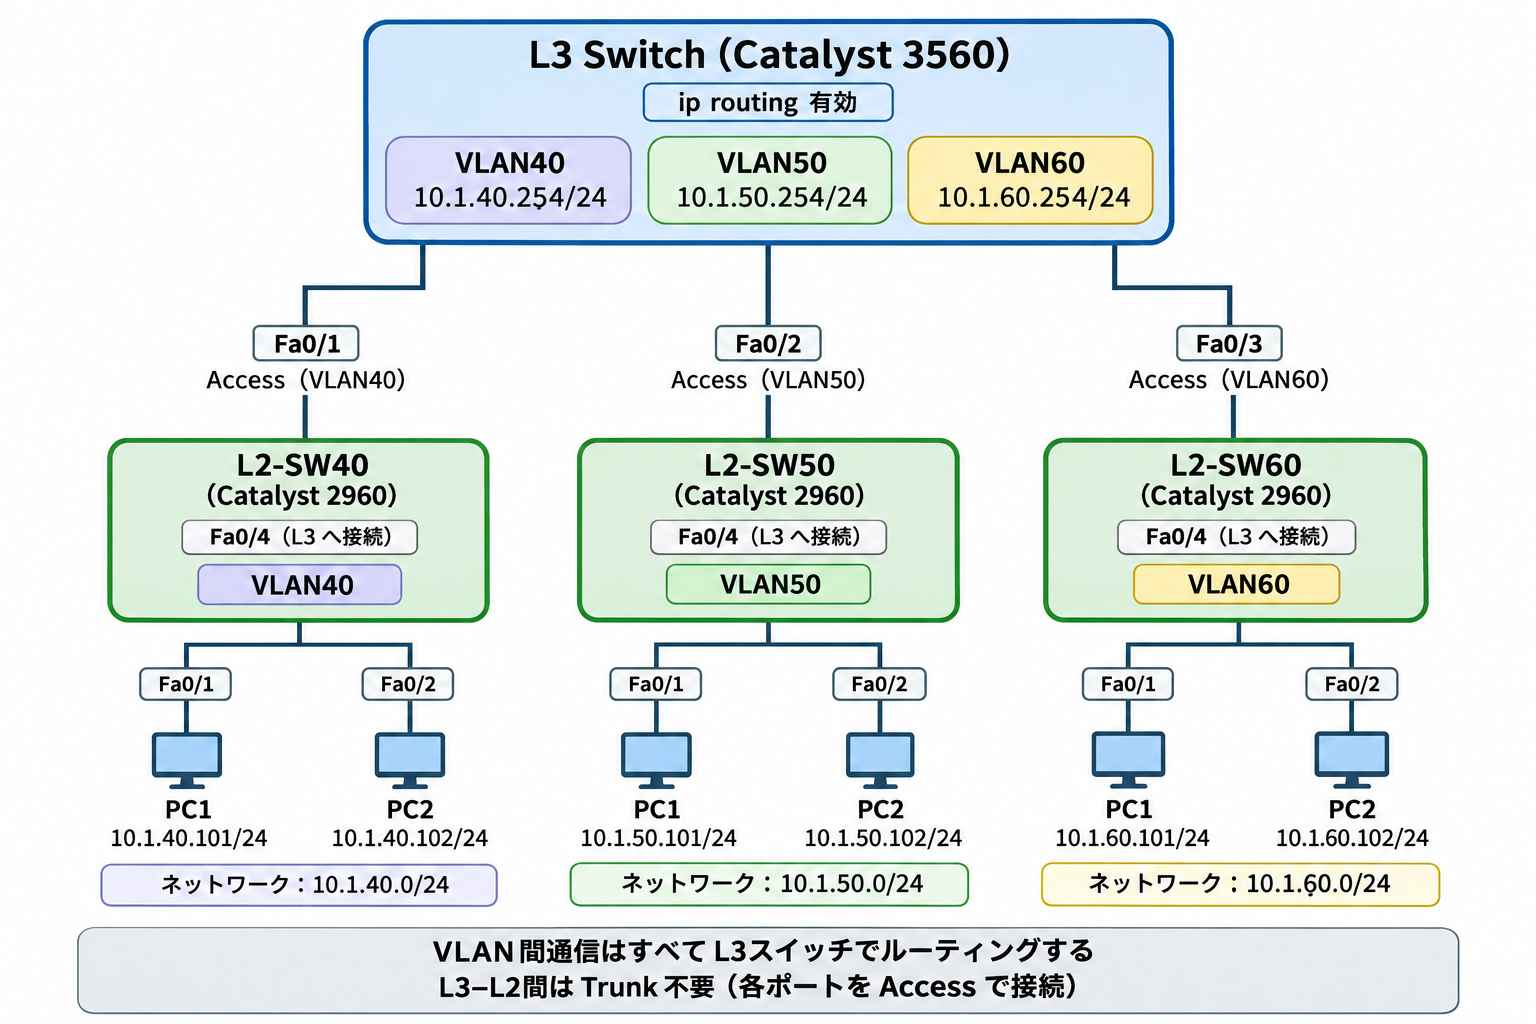 L3 Switch（Catalyst 3560）
ip routing 有効
VLAN40
10.1.40.254/24
VLAN50
10.1.50.254/24
VLAN60
10.1.60.254/24
Fa0/1
Access（VLAN40）
Fa0/2
Access（VLAN50）
Fa0/3
Access（VLAN60）
L2-SW40
（Catalyst 2960）
Fa0/4（L3 へ接続）
VLAN40
L2-SW50
（Catalyst 2960）
Fa0/4（L3 へ接続）
VLAN50
L2-SW60
（Catalyst 2960）
Fa0/4（L3 へ接続）
VLAN60
Fa0/1
Fa0/2
Fa0/1
Fa0/2
Fa0/1
Fa0/2
PC1
10.1.40.101/24
PC2
10.1.40.102/24
PC1
10.1.50.101/24
PC2
10.1.50.102/24
PC1
10.1.60.101/24
PC2
10.1.60.102/24
ネットワーク：10.1.40.0/24
ネットワーク：10.1.50.0/24
ネットワーク：10.1.60.0/24
VLAN間通信はすべて L3スイッチでルーティングする
L3–L2間は Trunk 不要（各ポートを Access で接続）